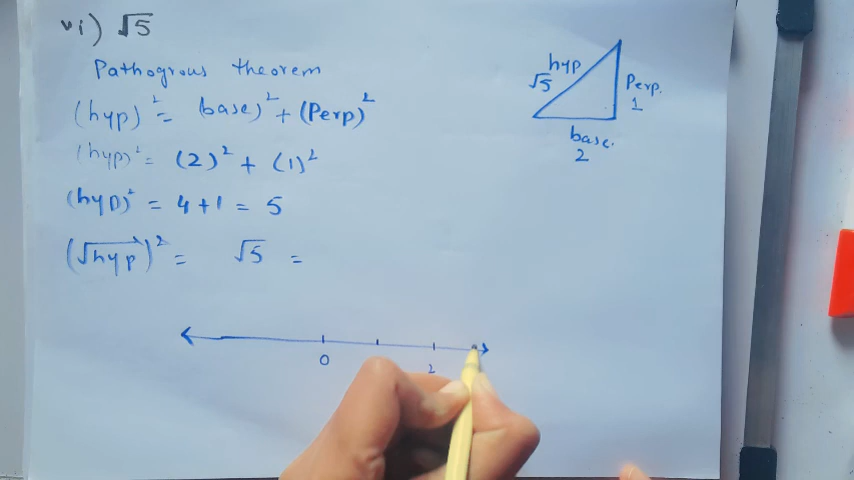 vi) √5
Pathogrous theorem
(hyp)² = (base)² + (Perp)²
(hyp)² = (2)² + (1)²
(hyp)² = 4+1 = 5
(√hyp)² = √5 =
hyp
√5
Perp.
1
base.
2
0
2